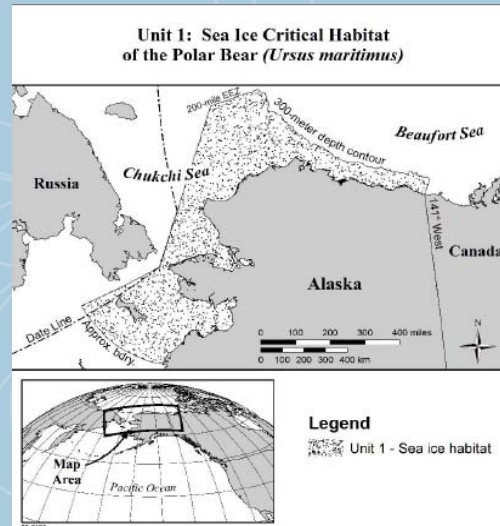 Unit 1: Sea Ice Critical Habitat
of the Polar Bear (Ursus maritimus)
200-mile EEZ
300-meter depth contour
Beaufort Sea
Chukchi Sea
Russia
141° West
Canada
Alaska
Date Line
Approx. bdry.
0 100 200 300 400 miles
0 100 200 300 400 km
N
Legend
Unit 1 - Sea ice habitat
Map
Area
Pacific Ocean